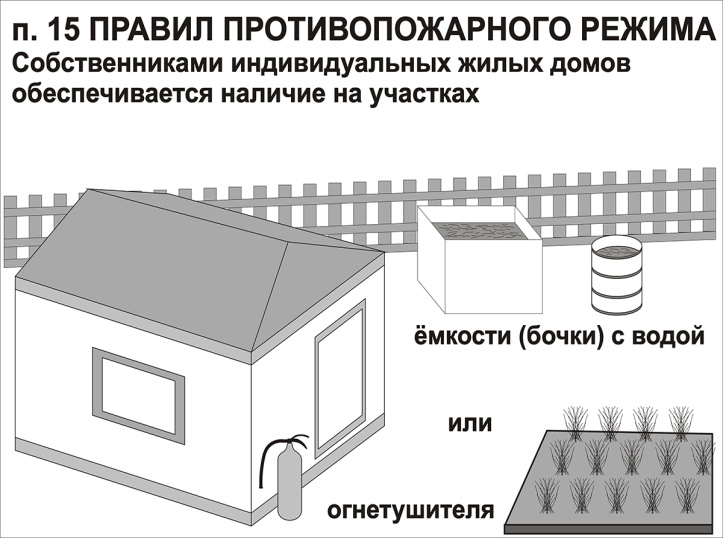 п. 15 ПРАВИЛ ПРОТИВОПОЖАРНОГО РЕЖИМА
Собственниками индивидуальных жилых домов
обеспечивается наличие на участках
ёмкости (бочки) с водой
или
огнетушителя